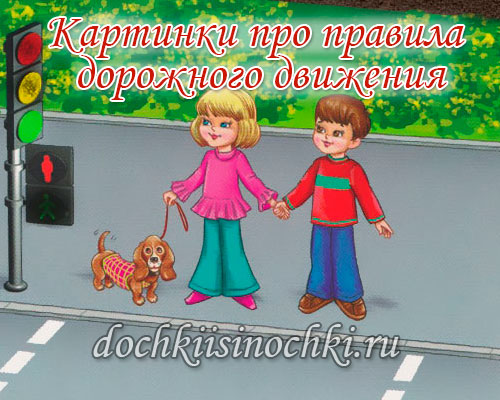 Картинки про правила
дорожного движения
dochkiisinochki.ru